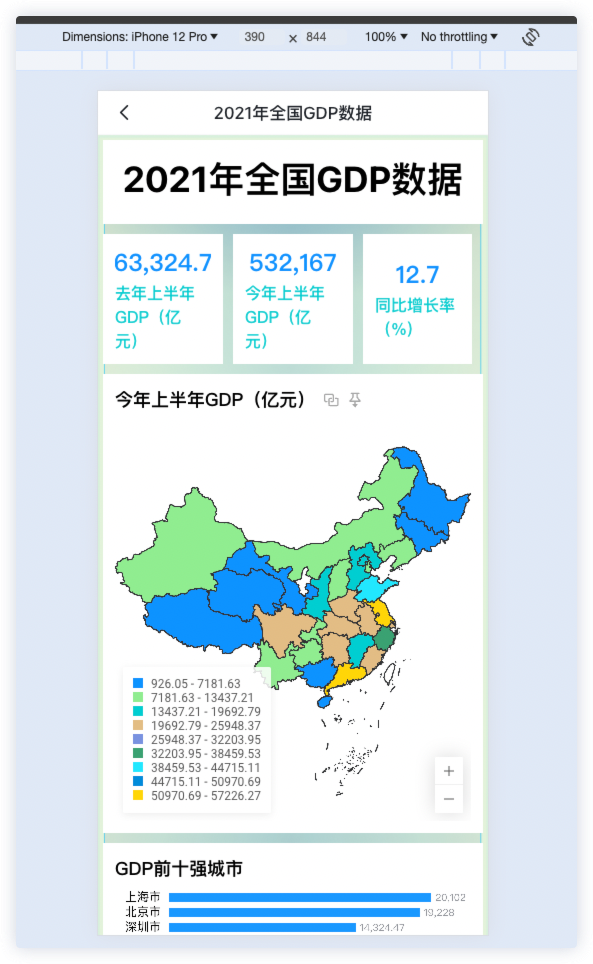 Dimensions: iPhone 12 Pro ▼ 390 × 844 100% ▼ No throttling ▼
2021年全国GDP数据
2021年全国GDP数据
63,324.7
去年上半年
GDP（亿
元）
532,167
今年上半年
GDP（亿
元）
12.7
同比增长率
（%）
今年上半年GDP（亿元）
926.05 - 7181.63
7181.63 - 13437.21
13437.21 - 19692.79
19692.79 - 25948.37
25948.37 - 32203.95
32203.95 - 38459.53
38459.53 - 44715.11
44715.11 - 50970.69
50970.69 - 57226.27
+
−
GDP前十强城市
上海市 20,102
北京市 19,228
深圳市 14,324.47